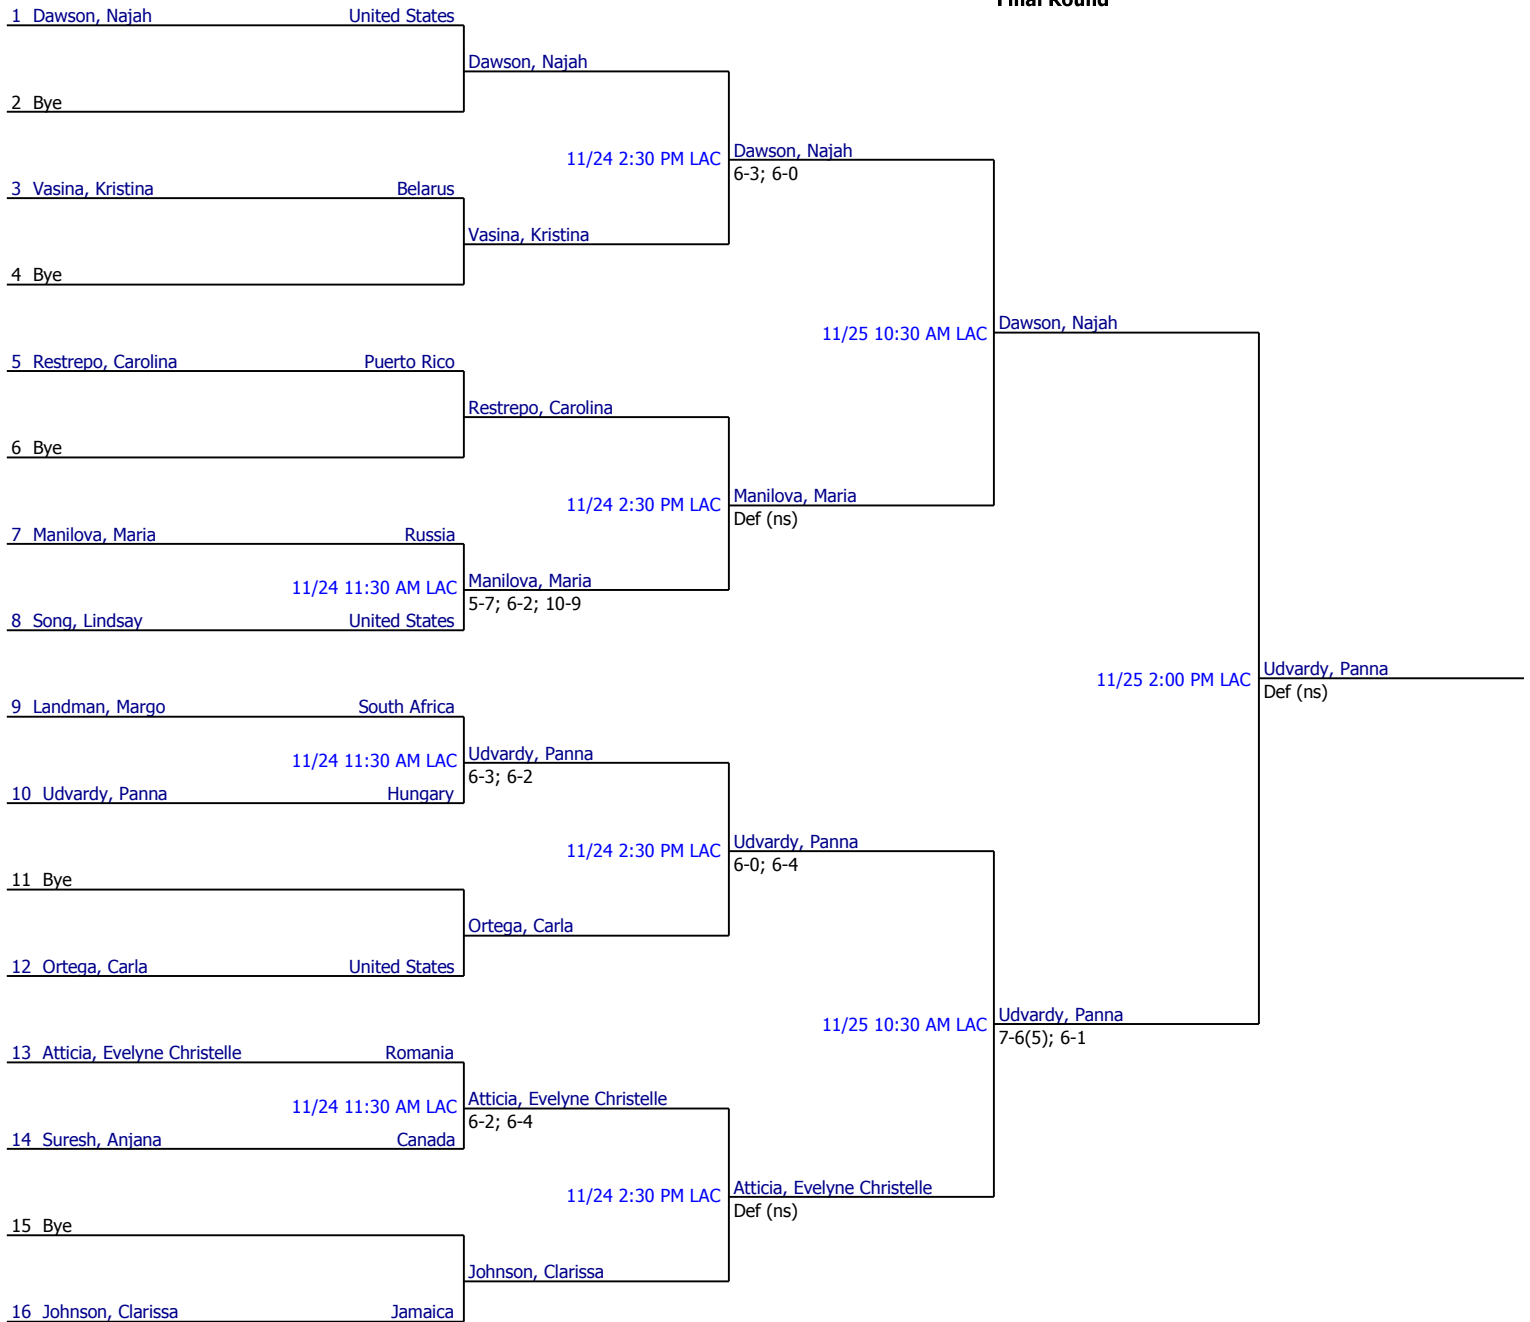 Final Round
1 Dawson, Najah United States
Dawson, Najah
2 Bye
11/24 2:30 PM LAC Dawson, Najah
6-3; 6-0
3 Vasina, Kristina Belarus
Vasina, Kristina
4 Bye
11/25 10:30 AM LAC Dawson, Najah
5 Restrepo, Carolina Puerto Rico
Restrepo, Carolina
6 Bye
11/24 2:30 PM LAC Manilova, Maria
Def (ns)
7 Manilova, Maria Russia
11/24 11:30 AM LAC Manilova, Maria
5-7; 6-2; 10-9
8 Song, Lindsay United States
11/25 2:00 PM LAC Udvardy, Panna
Def (ns)
9 Landman, Margo South Africa
11/24 11:30 AM LAC Udvardy, Panna
6-3; 6-2
10 Udvardy, Panna Hungary
11/24 2:30 PM LAC Udvardy, Panna
6-0; 6-4
11 Bye
Ortega, Carla
12 Ortega, Carla United States
11/25 10:30 AM LAC Udvardy, Panna
7-6(5); 6-1
13 Atticia, Evelyne Christelle Romania
11/24 11:30 AM LAC Atticia, Evelyne Christelle
6-2; 6-4
14 Suresh, Anjana Canada
11/24 2:30 PM LAC Atticia, Evelyne Christelle
Def (ns)
15 Bye
Johnson, Clarissa
16 Johnson, Clarissa Jamaica